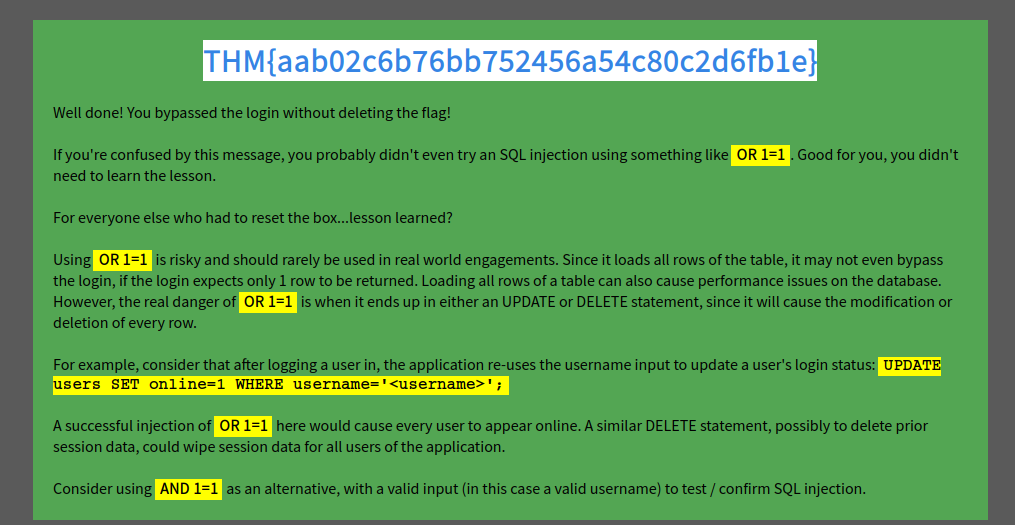 THM{aab02c6b76bb752456a54c80c2d6fb1e}
Well done! You bypassed the login without deleting the flag!
If you're confused by this message, you probably didn't even try an SQL injection using something like OR 1=1 . Good for you, you didn't
need to learn the lesson.
For everyone else who had to reset the box...lesson learned?
Using OR 1=1 is risky and should rarely be used in real world engagements. Since it loads all rows of the table, it may not even bypass
the login, if the login expects only 1 row to be returned. Loading all rows of a table can also cause performance issues on the database.
However, the real danger of OR 1=1 is when it ends up in either an UPDATE or DELETE statement, since it will cause the modification or
deletion of every row.
For example, consider that after logging a user in, the application re-uses the username input to update a user's login status: UPDATE
users SET online=1 WHERE username='<username>';
A successful injection of OR 1=1 here would cause every user to appear online. A similar DELETE statement, possibly to delete prior
session data, could wipe session data for all users of the application.
Consider using AND 1=1 as an alternative, with a valid input (in this case a valid username) to test / confirm SQL injection.